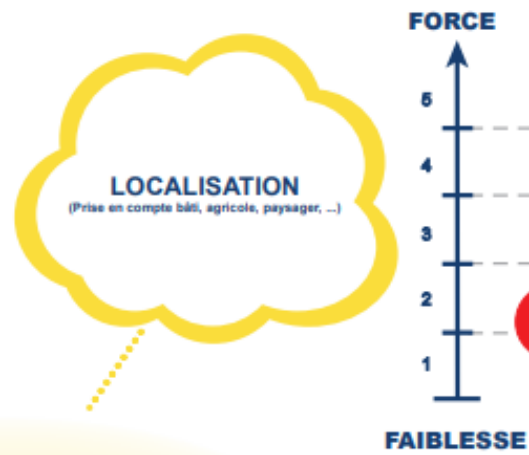 FORCE
5
4
LOCALISATION
(Prise en compte bâti, agricole, paysager, ...)
3
2
1
FAIBLESSE